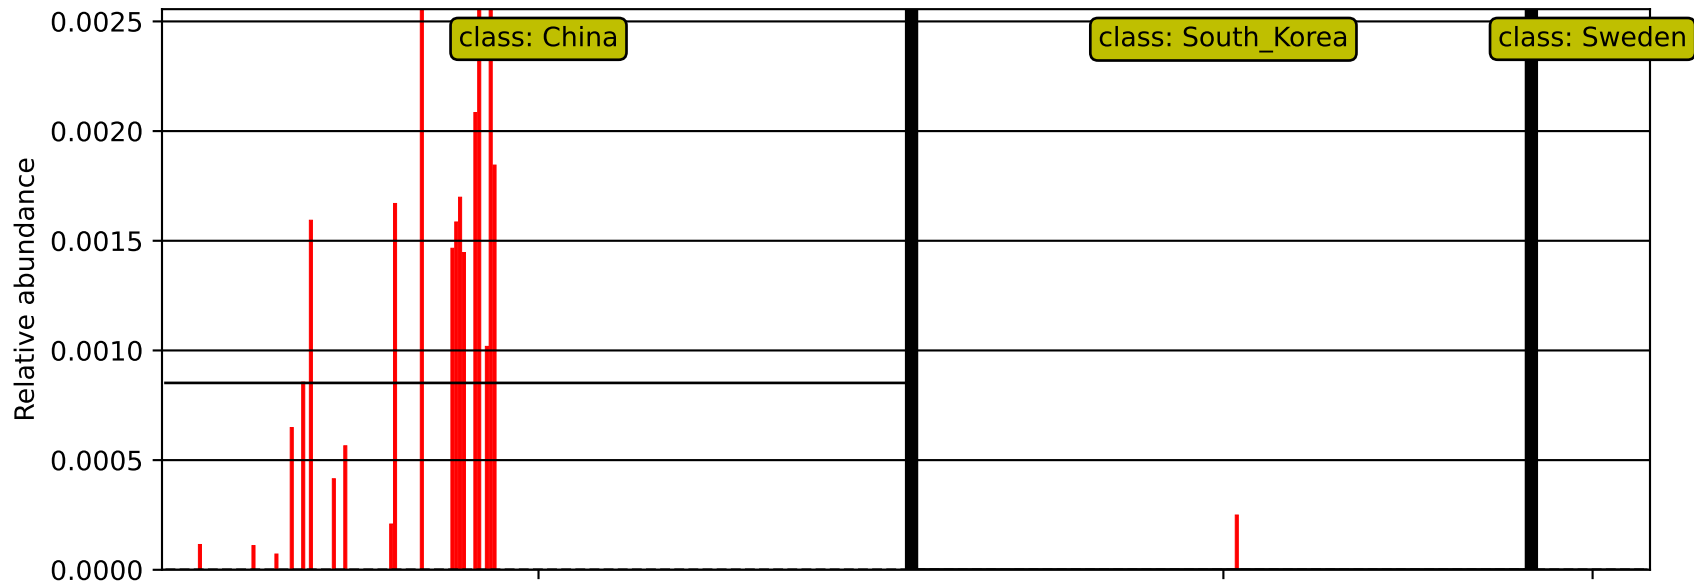 0.0025
class: China
class: South_Korea
class: Sweden
0.0020
0.0015
0.0010
0.0005
0.0000
Relative abundance